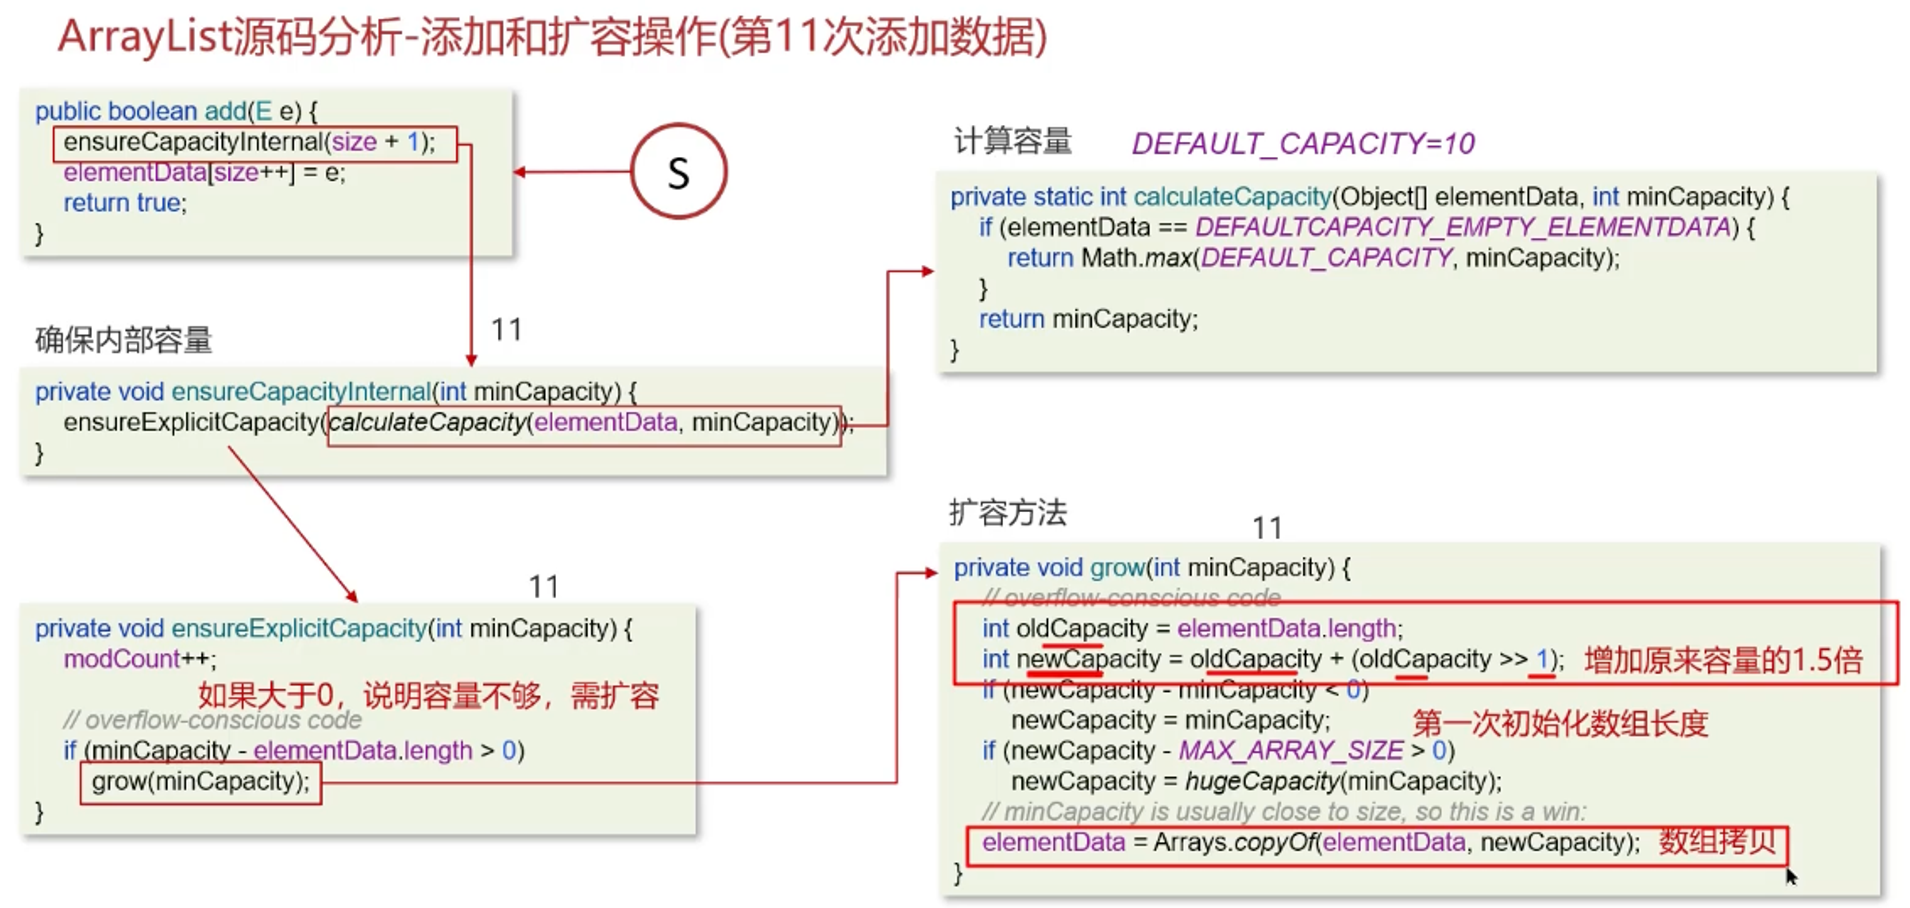 ArrayList源码分析-添加和扩容操作(第11次添加数据)
public boolean add(E e) {
ensureCapacityInternal(size + 1);
elementData[size++] = e;
return true;
}
S
确保内部容量
11
private void ensureCapacityInternal(int minCapacity) {
ensureExplicitCapacity(calculateCapacity(elementData, minCapacity));
}
计算容量 DEFAULT_CAPACITY=10
private static int calculateCapacity(Object[] elementData, int minCapacity) {
if (elementData == DEFAULTCAPACITY_EMPTY_ELEMENTDATA) {
return Math.max(DEFAULT_CAPACITY, minCapacity);
}
return minCapacity;
}
11
private void ensureExplicitCapacity(int minCapacity) {
modCount++;
如果大于0，说明容量不够，需扩容
// overflow-conscious code
if (minCapacity - elementData.length > 0)
grow(minCapacity);
}
扩容方法
11
private void grow(int minCapacity) {
// overflow-conscious code
int oldCapacity = elementData.length;
int newCapacity = oldCapacity + (oldCapacity >> 1); 增加原来容量的1.5倍
if (newCapacity - minCapacity < 0)
newCapacity = minCapacity; 第一次初始化数组长度
if (newCapacity - MAX_ARRAY_SIZE > 0)
newCapacity = hugeCapacity(minCapacity);
// minCapacity is usually close to size, so this is a win:
elementData = Arrays.copyOf(elementData, newCapacity); 数组拷贝
}